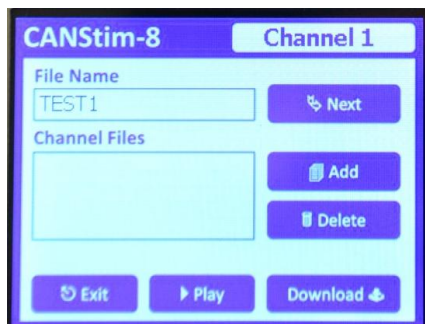 CANStim-8 Channel 1
File Name
TEST1 Next
Channel Files
Add
Delete
Exit Play Download